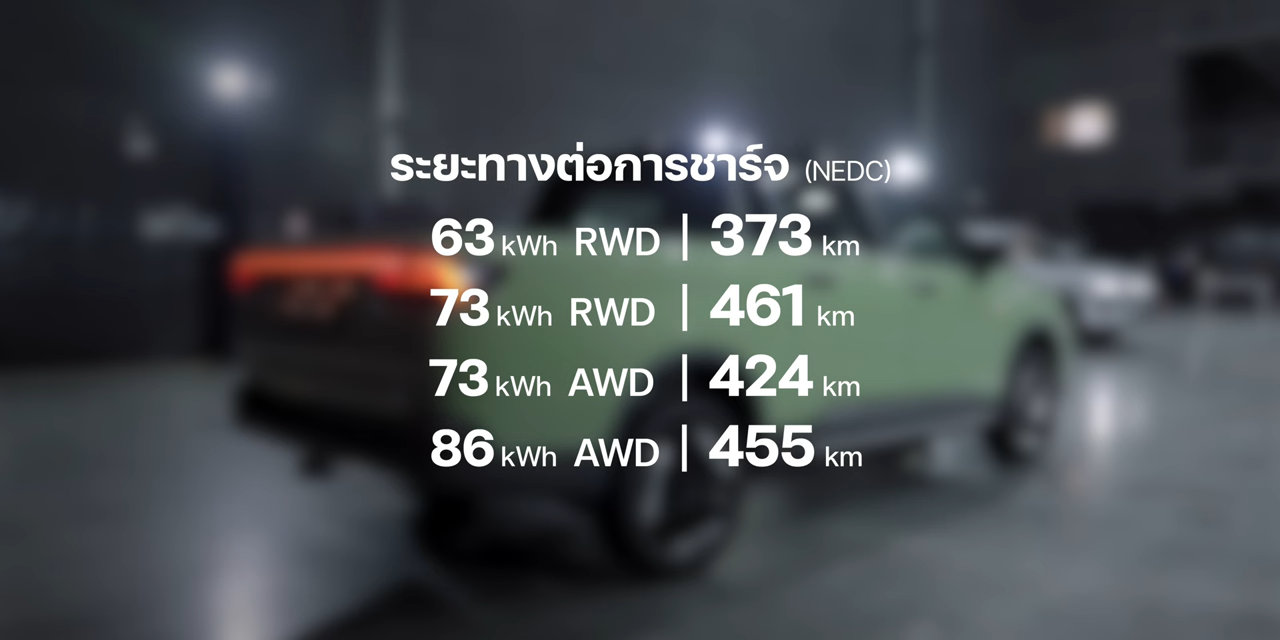 ระยะทางต่อการชาร์จ (NEDC)
63 kWh RWD | 373 km
73 kWh RWD | 461 km
73 kWh AWD | 424 km
86 kWh AWD | 455 km